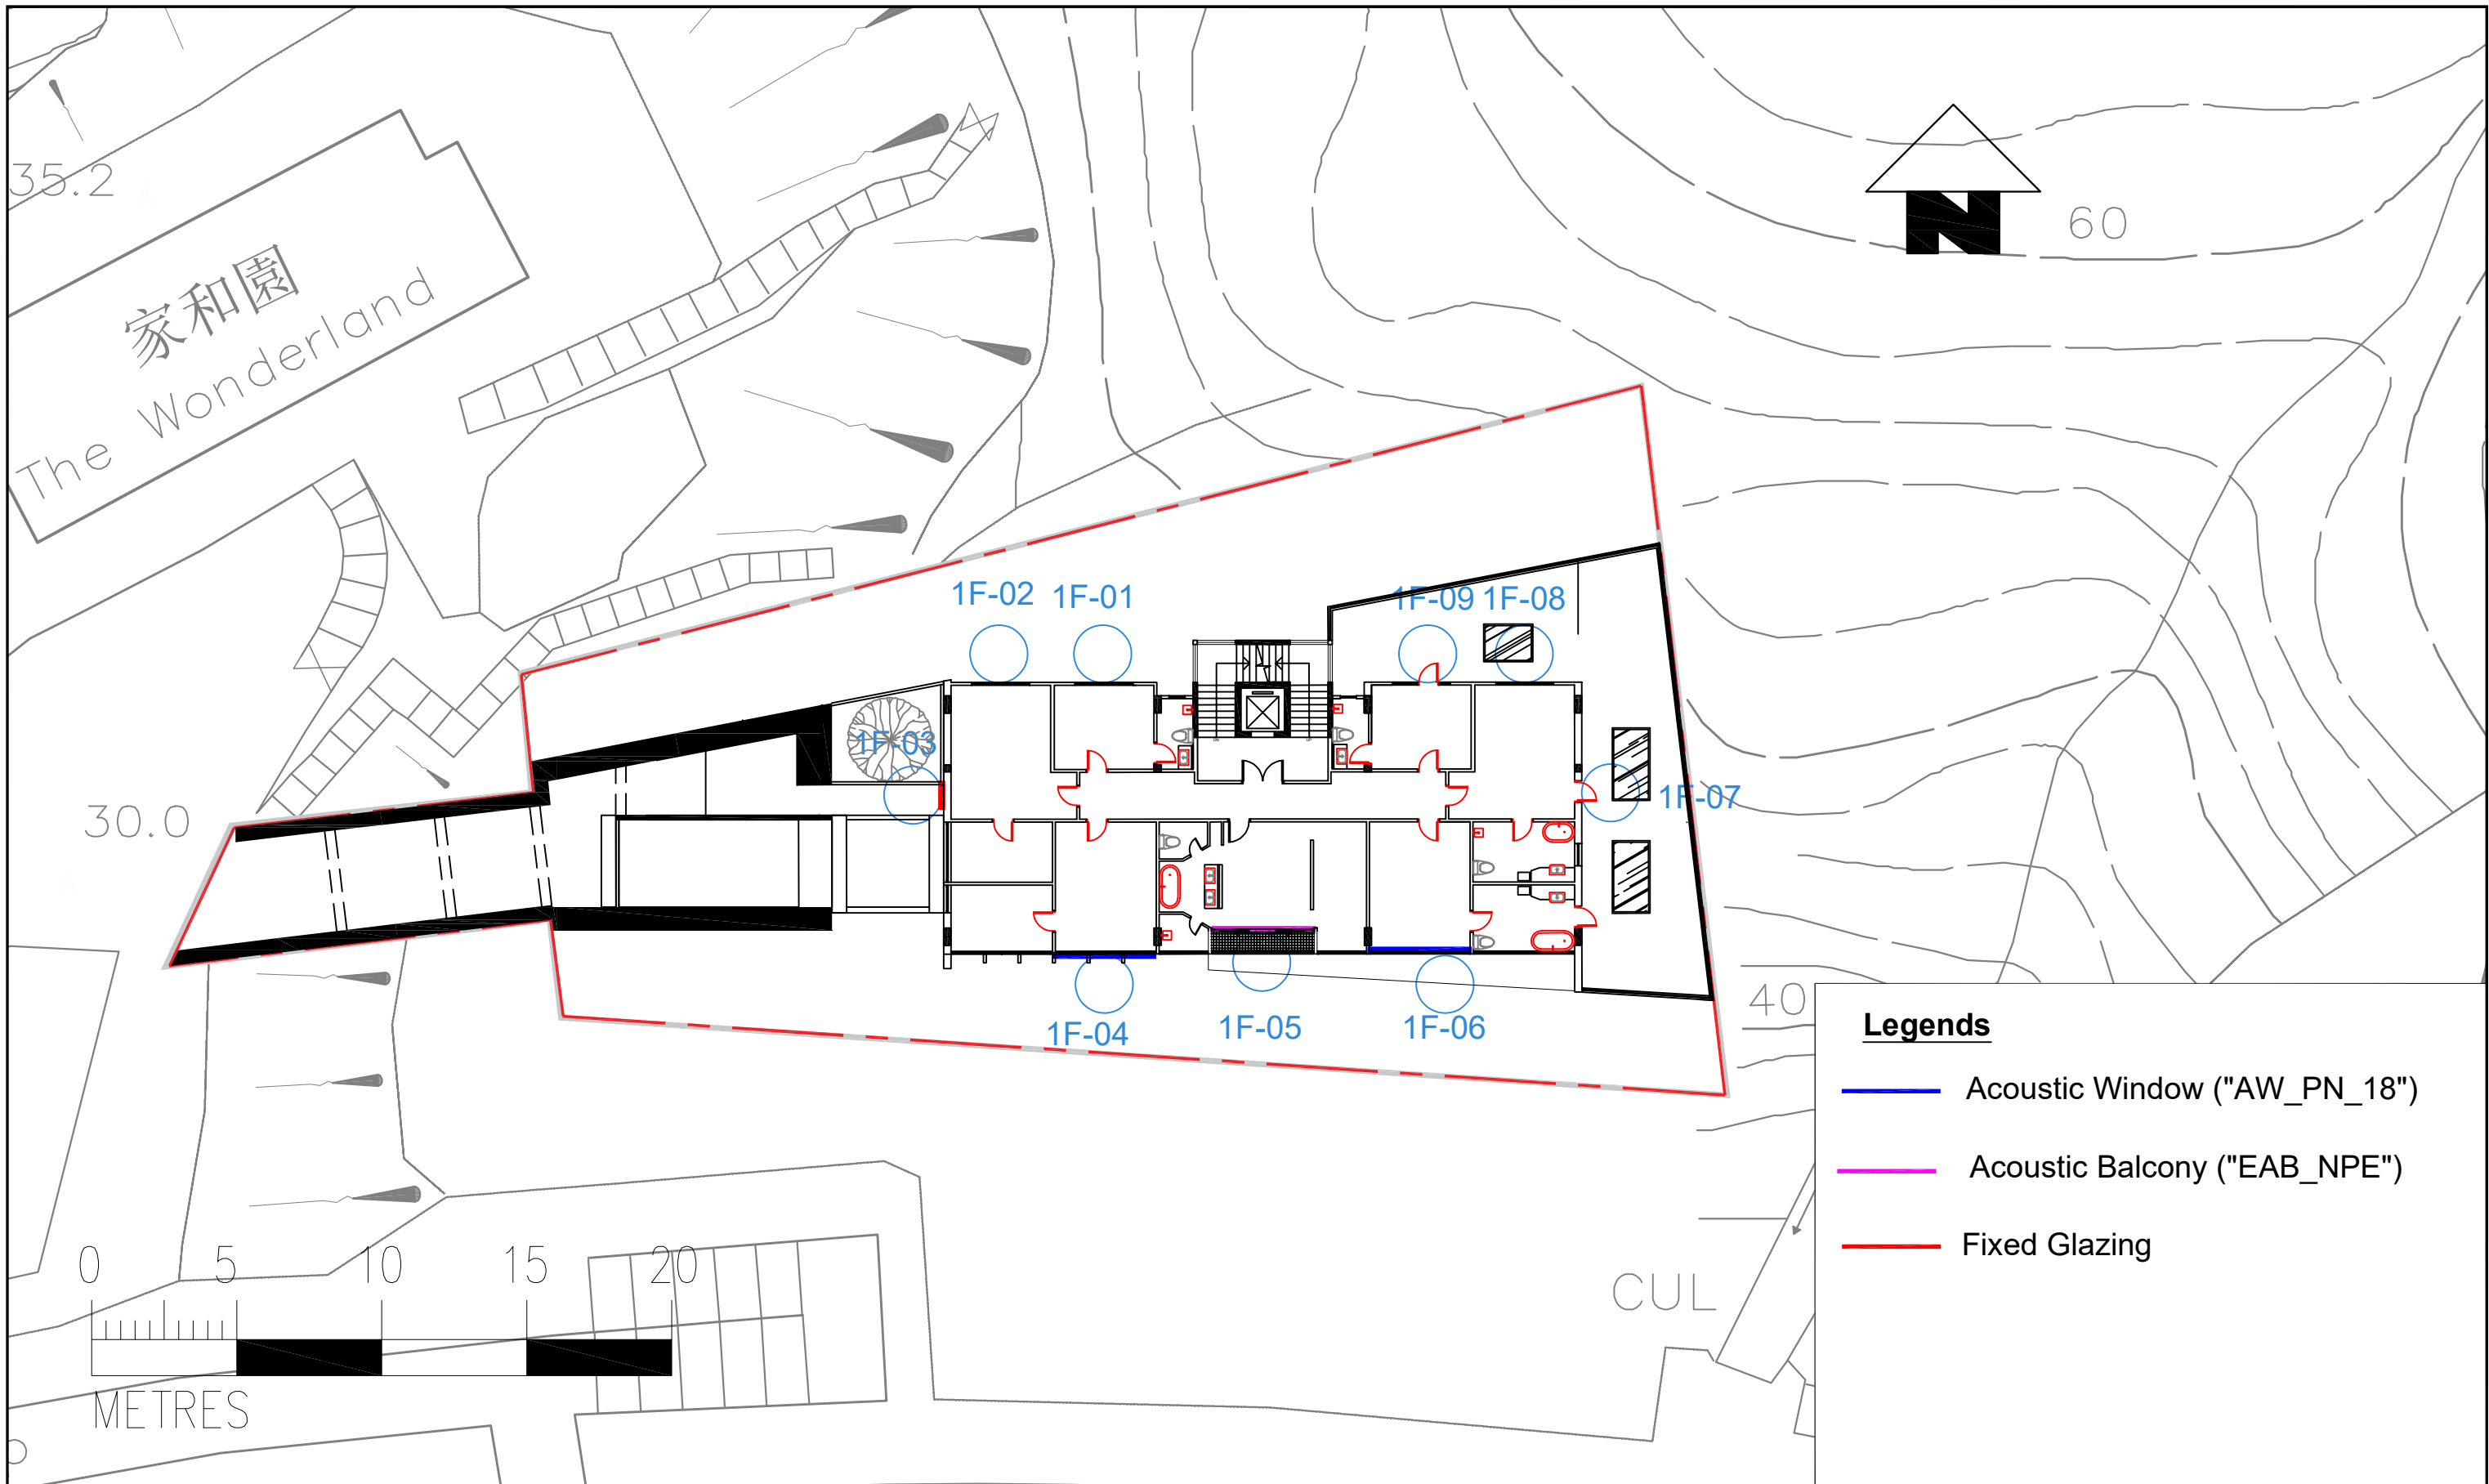 35.2
家和園
The Wonderland
N
60
1F-02
1F-01
1F-09
1F-08
1F-03
1F-07
30.0
1F-04
1F-05
1F-06
40
CUL
0 5 10 15 20
METRES
Legends
Acoustic Window ("AW_PN_18")
Acoustic Balcony ("EAB_NPE")
Fixed Glazing